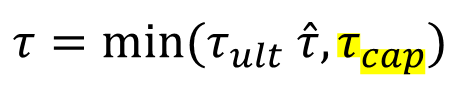 τ = min(τ_ult τ̂, τ_cap)